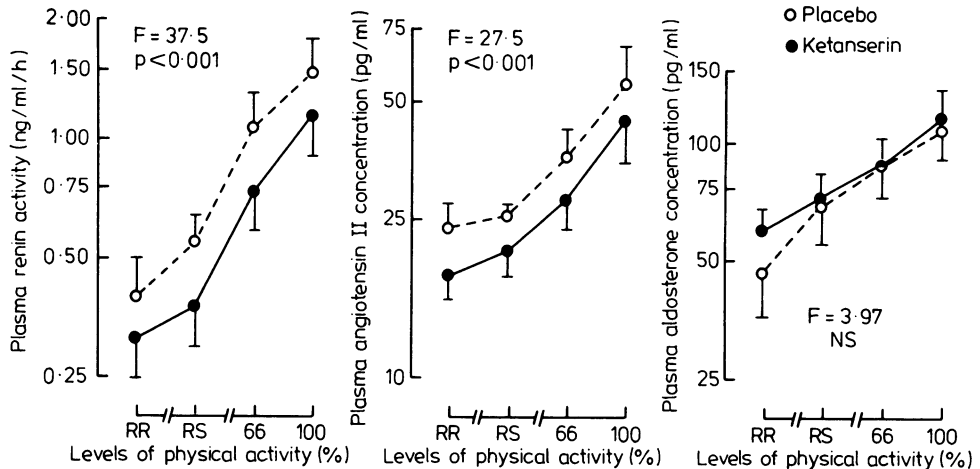 Placebo
Ketanserin
Plasma renin activity (ng/ml/h)
2·00
1·50
1·00
0·75
0·50
0·25
F = 37·5
p<0·001
RR RS 66 100
Levels of physical activity (%)
Plasma angiotensin II concentration (pg/ml)
75
50
25
10
F = 27·5
p<0·001
RR RS 66 100
Levels of physical activity (%)
Plasma aldosterone concentration (pg/ml)
150
100
75
50
25
F = 3·97
NS
RR RS 66 100
Levels of physical activity (%)